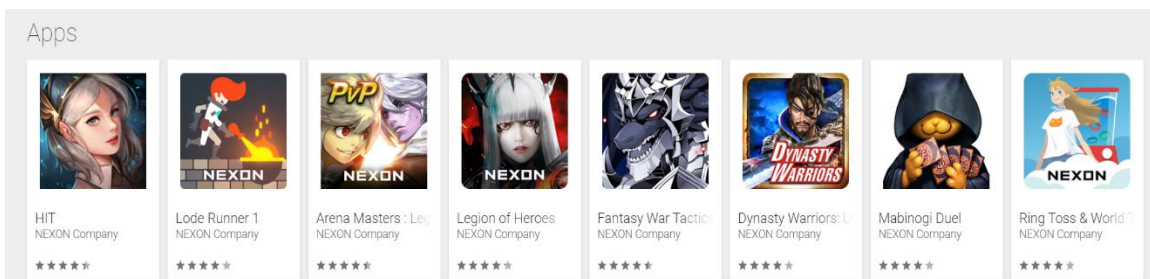 Apps
PvP
NEXON
NEXON
NEXON
DYNASTY
WARRIORS
NEXON
HIT
NEXON Company
Lode Runner 1
NEXON Company
Arena Masters : Leg
NEXON Company
Legion of Heroes
NEXON Company
Fantasy War Tactics
NEXON Company
Dynasty Warriors: U
NEXON Company
Mabinogi Duel
NEXON Company
Ring Toss & World T
NEXON Company